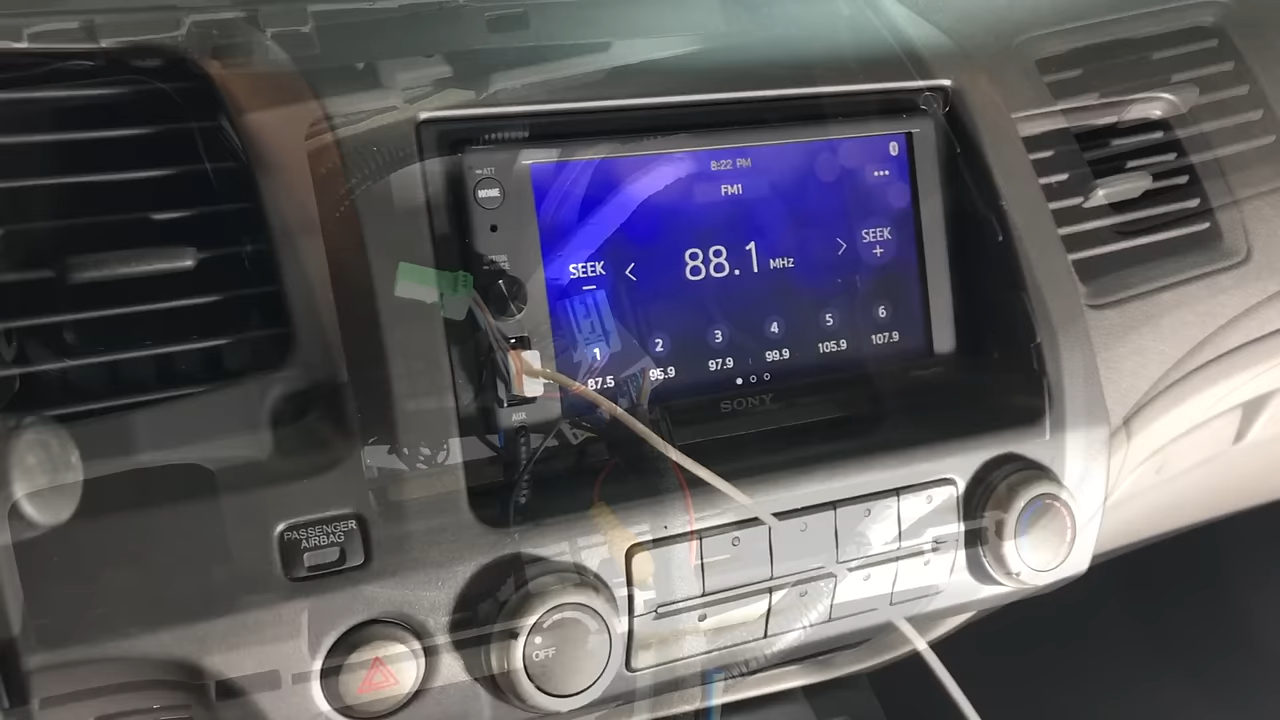 ATT
HOME
8:22 PM
FM1
SEEK
88.1 MHz
SEEK
+
1
2
3
4
5
6
87.5
95.9
97.9
99.9
105.9
107.9
SONY
AUX
PASSENGER
AIRBAG
OFF